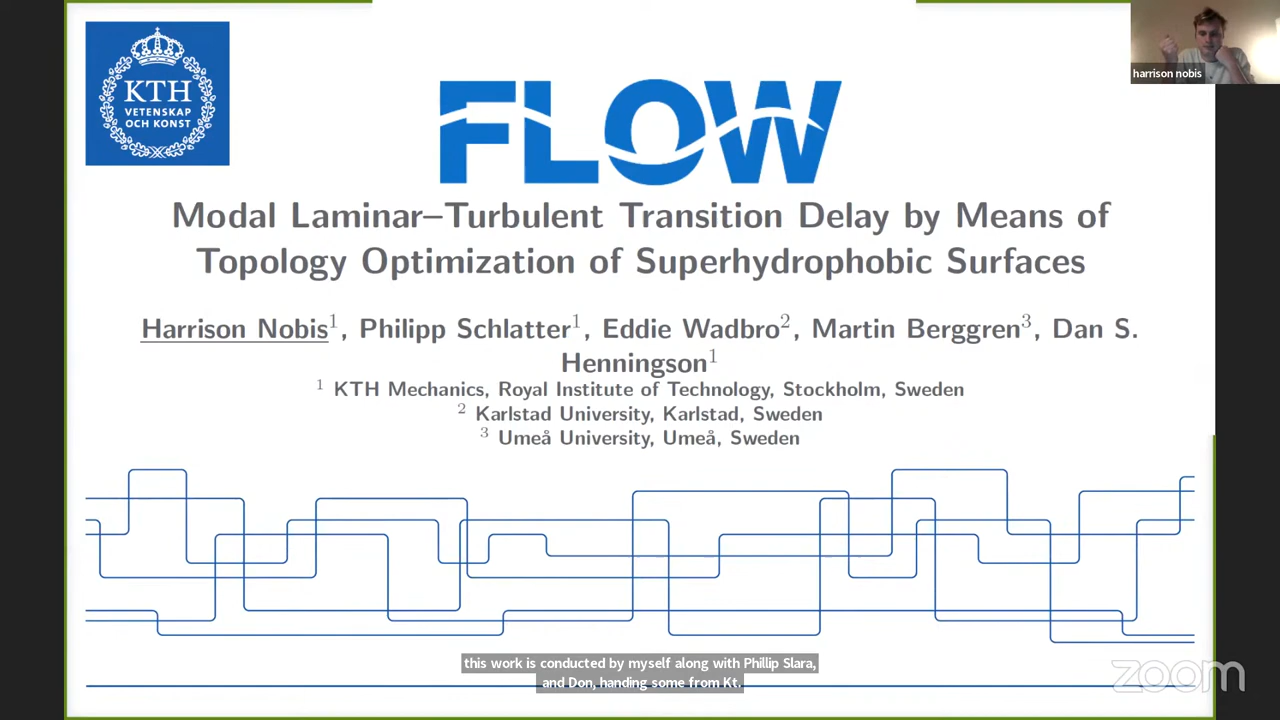 KTH
VETENSKAP
OCH KONST
FLOW
harrison nobis
Modal Laminar–Turbulent Transition Delay by Means of
Topology Optimization of Superhydrophobic Surfaces
Harrison Nobis1, Philipp Schlatter1, Eddie Wadbro2, Martin Berggren3, Dan S.
Henningson1
1 KTH Mechanics, Royal Institute of Technology, Stockholm, Sweden
2 Karlstad University, Karlstad, Sweden
3 Umeå University, Umeå, Sweden
this work is conducted by myself along with Phillip Slara,
and Don, handing some from Kt.
zoom